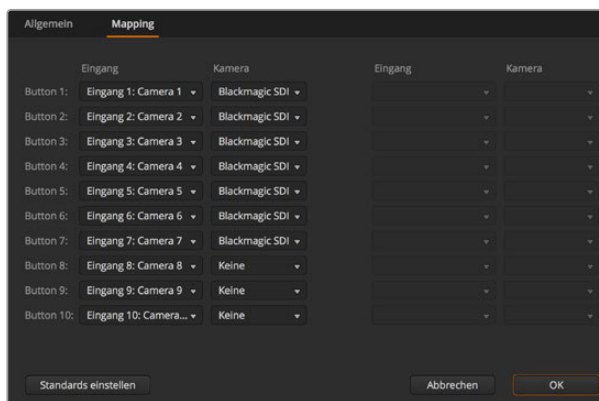 Allgemein Mapping
Eingang Kamera Eingang Kamera
Button 1: Eingang 1: Camera 1 Blackmagic SDI
Button 2: Eingang 2: Camera 2 Blackmagic SDI
Button 3: Eingang 3: Camera 3 Blackmagic SDI
Button 4: Eingang 4: Camera 4 Blackmagic SDI
Button 5: Eingang 5: Camera 5 Blackmagic SDI
Button 6: Eingang 6: Camera 6 Blackmagic SDI
Button 7: Eingang 7: Camera 7 Blackmagic SDI
Button 8: Eingang 8: Camera 8 Keine
Button 9: Eingang 9: Camera 9 Keine
Button 10: Eingang 10: Camera... Keine
Standards einstellen Abbrechen OK